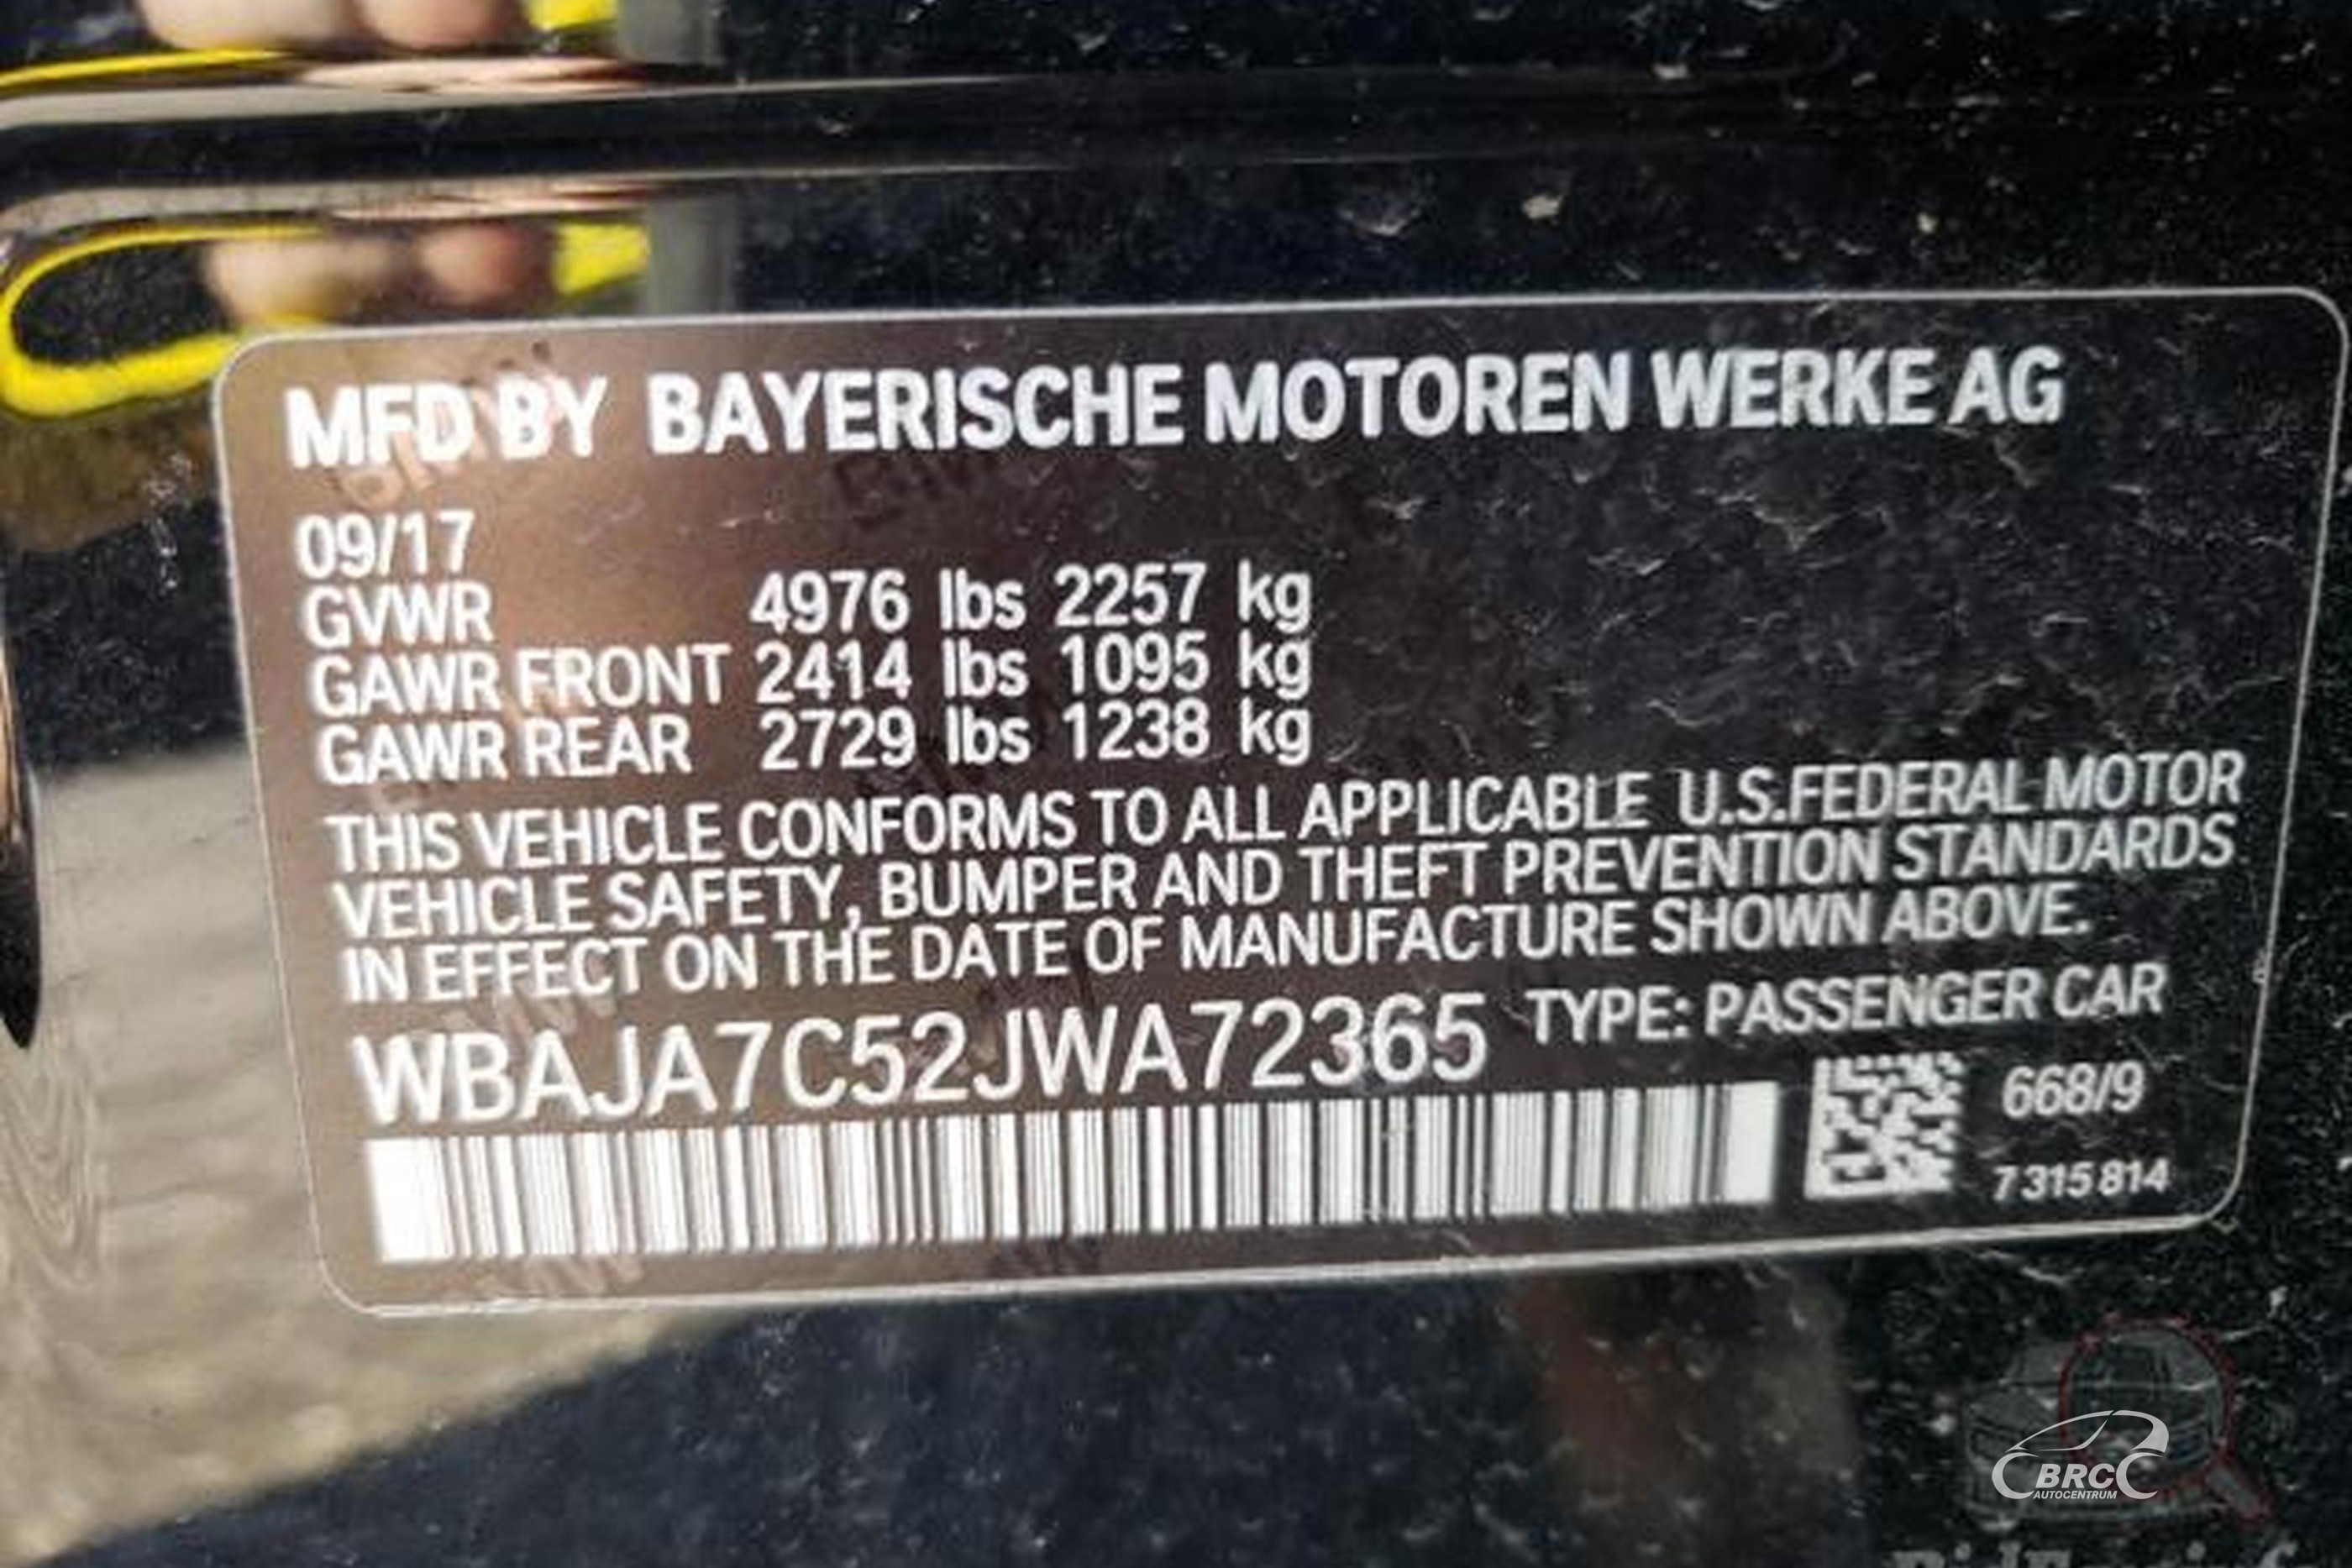 MFD BY BAYERISCHE MOTOREN WERKE AG
09/17
GVWR 4976 lbs 2257 kg
GAWR FRONT 2414 lbs 1095 kg
GAWR REAR 2729 lbs 1238 kg
THIS VEHICLE CONFORMS TO ALL APPLICABLE U.S.FEDERAL MOTOR
VEHICLE SAFETY, BUMPER AND THEFT PREVENTION STANDARDS
IN EFFECT ON THE DATE OF MANUFACTURE SHOWN ABOVE.
WBAJA7C52JWA72365 TYPE: PASSENGER CAR
668/9
7 315 814
BRC
AUTOCENTRUM